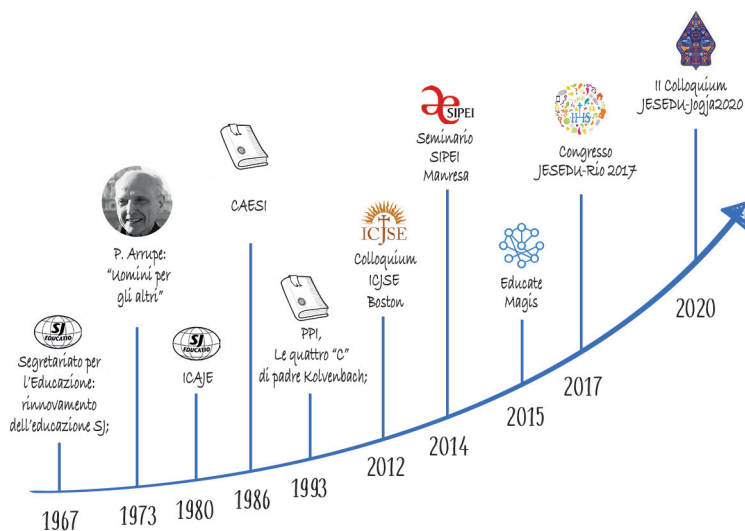 SJ
EDUCATIO
Segretariato per
l'Educazione:
rinnovamento
dell'educazione SJ;
1967
P. Arrupe:
"Uomini per
gli altri"
1973
SJ
EDUCATIO
ICAJE
1980
CAESI
1986
PPI,
Le quattro "C"
di padre Kolvenbach;
1993
ICJSE
Colloquium
ICJSE
Boston
2012
æSIPEI
Seminario
SIPEI
Manresa
2014
Educate
Magis
2015
IHS
Congresso
JESEDU-Rio 2017
2017
II Colloquium
JESEDU-Jogja2020
2020